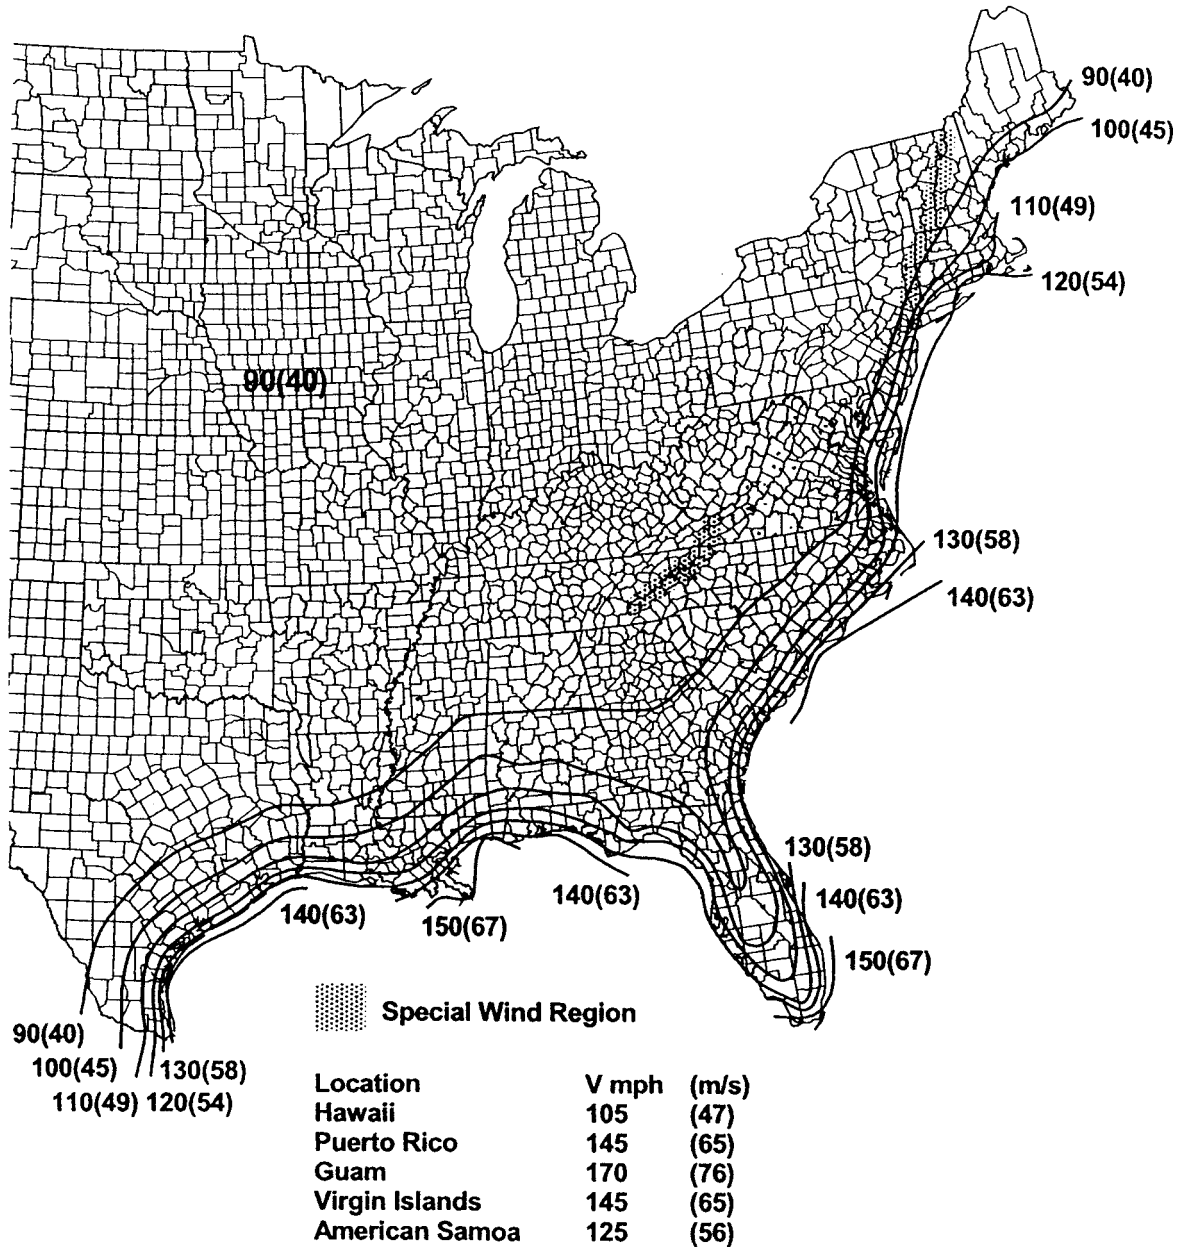 90(40)
100(45)
110(49)
120(54)
90(40)
130(58)
140(63)
130(58)
140(63)
140(63)
140(63)
150(67)
150(67)
Special Wind Region
90(40)
100(45)
130(58)
110(49)
120(54)
Location V mph (m/s)
Hawaii 105 (47)
Puerto Rico 145 (65)
Guam 170 (76)
Virgin Islands 145 (65)
American Samoa 125 (56)